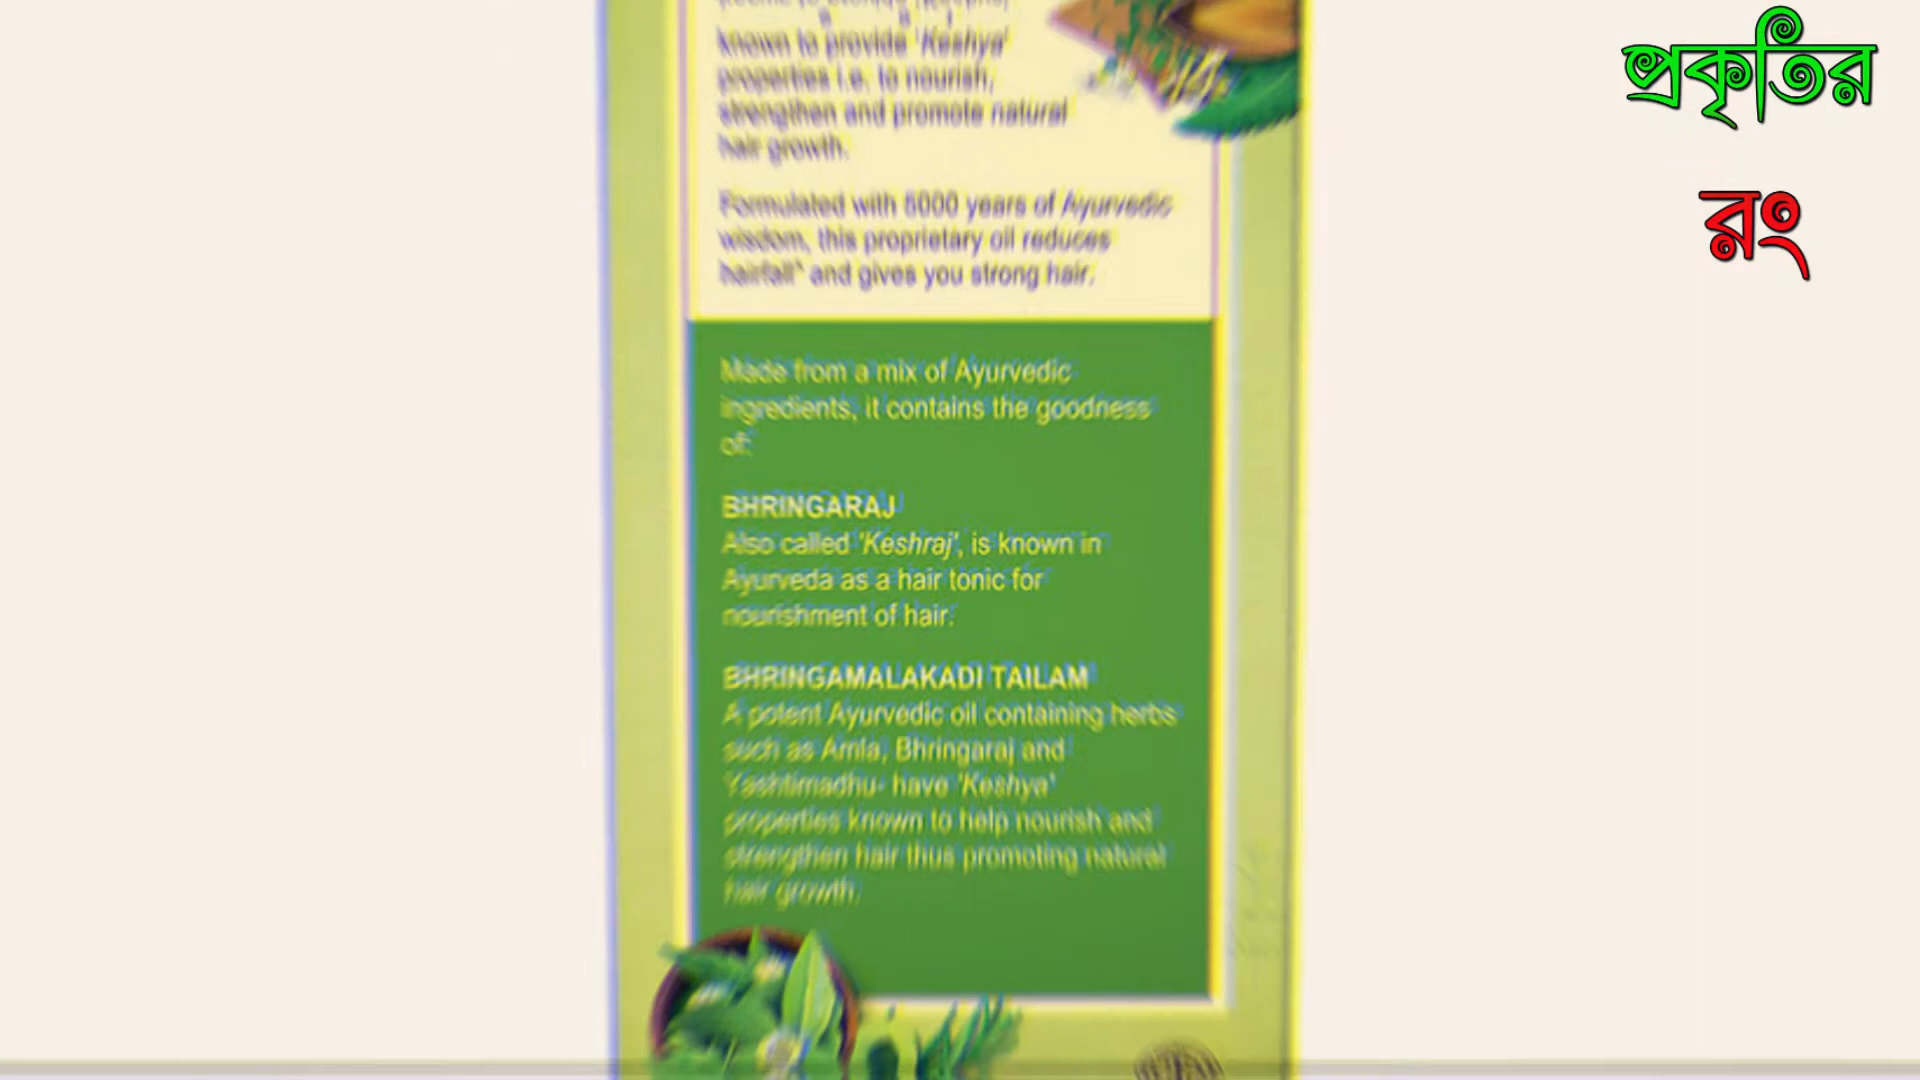 known to provide 'Keshya'
properties i.e. to nourish,
strengthen and promote natural
hair growth.
Formulated with 5000 years of Ayurvedic
wisdom, this proprietary oil reduces
hairfall* and gives you strong hair.
Made from a mix of Ayurvedic
ingredients, it contains the goodness
of:
BHRINGARAJ
Also called 'Keshraj', is known in
Ayurveda as a hair tonic for
nourishment of hair.
BHRINGAMALAKADI TAILAM
A potent Ayurvedic oil containing herbs
such as Amla, Bhringaraj and
Yashtimadhu- have 'Keshya'
properties known to help nourish and
strengthen hair thus promoting natural
hair growth.
প্রকৃতির
রং